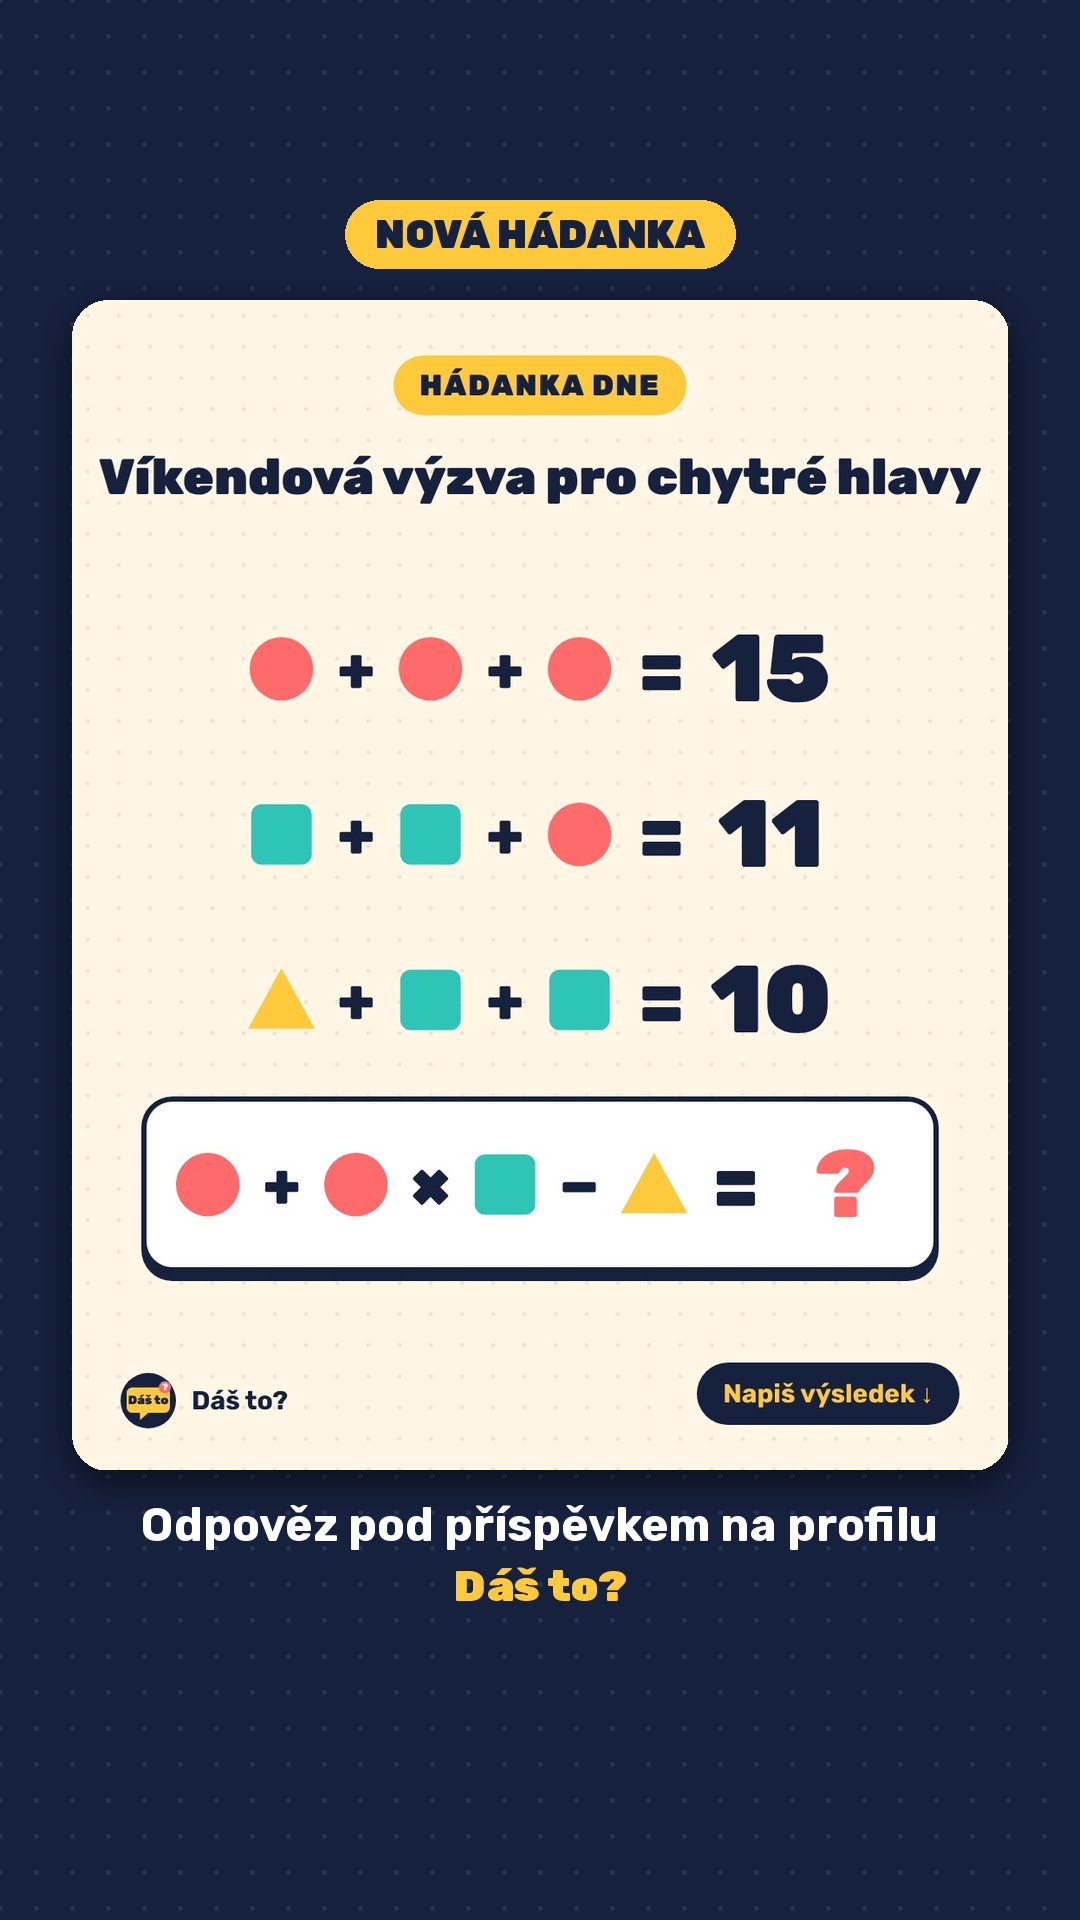 NOVÁ HÁDANKA
HÁDANKA DNE
Víkendová výzva pro chytré hlavy
+ + = 15
+ + = 11
+ + = 10
+ × − = ?
Dáš to ?
Dáš to?
Napiš výsledek ↓
Odpověz pod příspěvkem na profilu
Dáš to?